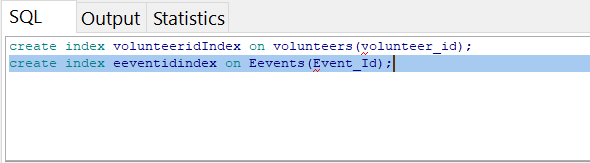 SQL Output Statistics
create index volunteeridIndex on volunteers(volunteer_id);
create index eeventidindex on Eevents(Event_Id);